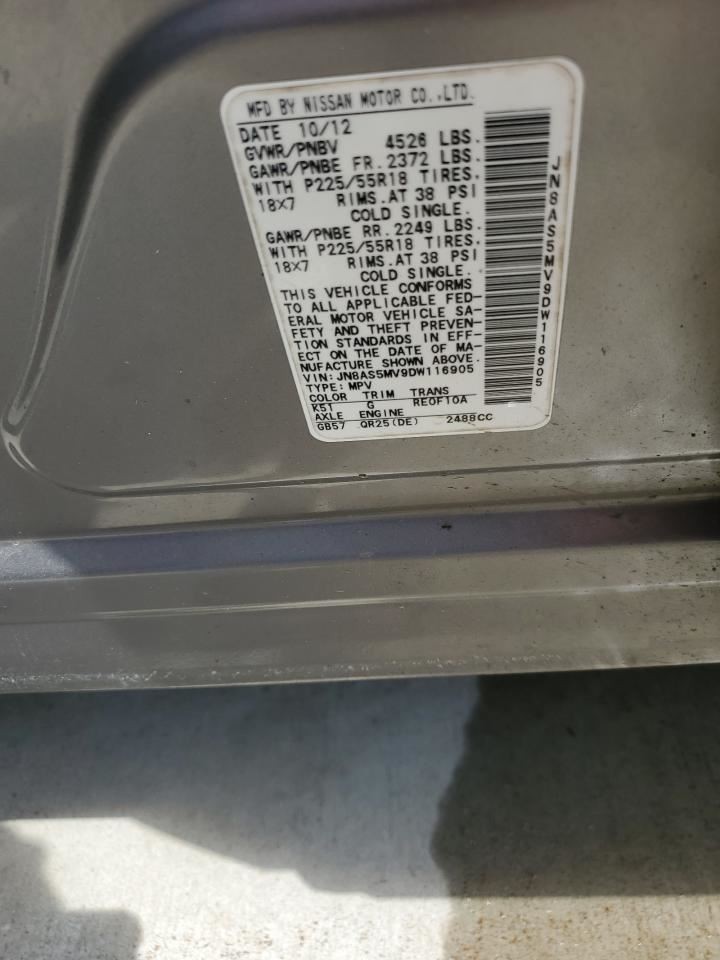 MFD BY NISSAN MOTOR CO.,LTD.
DATE 10/12
GVWR/PNBV 4526 LBS.
GAWR/PNBE FR. 2372 LBS.
WITH P225/55R18 TIRES,
18X7 RIMS.AT 38 PSI
COLD SINGLE.
GAWR/PNBE RR. 2249 LBS.
WITH P225/55R18 TIRES,
18X7 RIMS.AT 38 PSI
COLD SINGLE.
THIS VEHICLE CONFORMS
TO ALL APPLICABLE FED-
ERAL MOTOR VEHICLE SA-
FETY AND THEFT PREVEN-
TION STANDARDS IN EFF-
ECT ON THE DATE OF MA-
NUFACTURE SHOWN ABOVE.
VIN: JN8AS5MV9DW116905
TYPE: MPV
COLOR TRIM TRANS
K51 G RE0F10A
AXLE ENGINE
GB57 QR25(DE) 2488CC
JN8AS5MV9DW116905